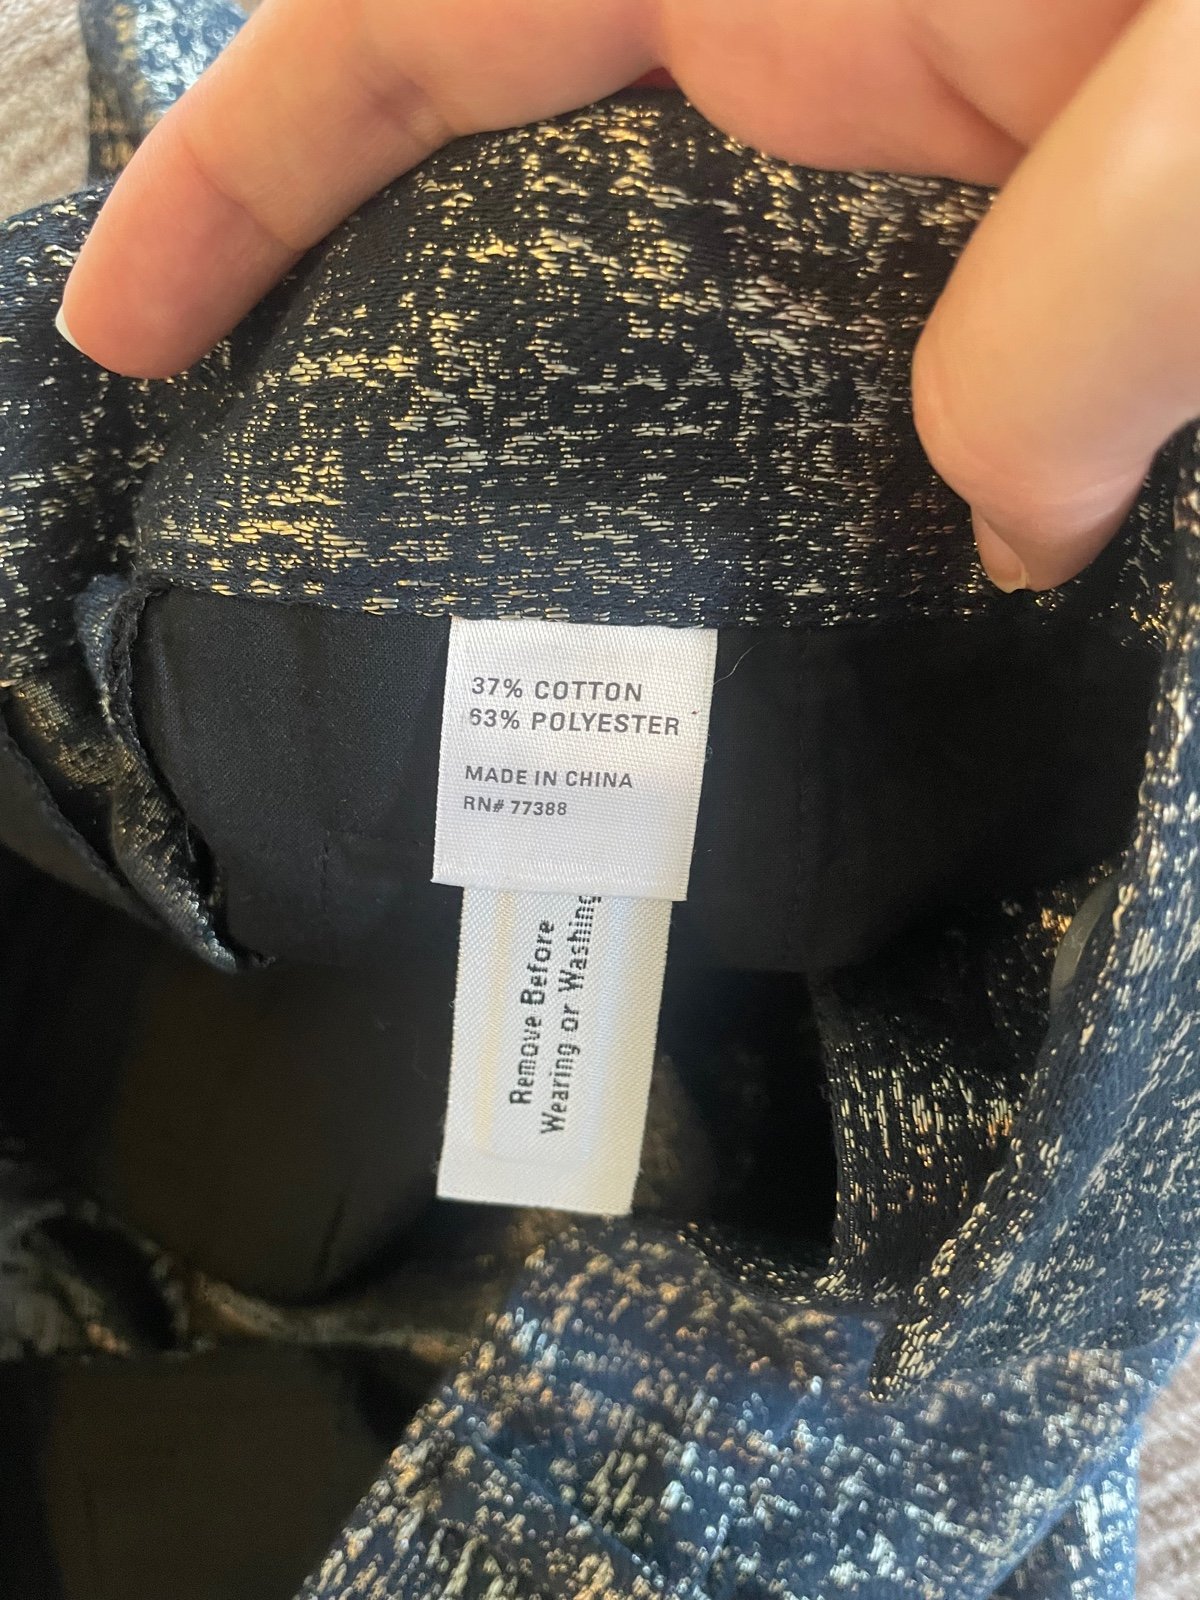 37% COTTON
63% POLYESTER
MADE IN CHINA
RN# 77388
Remove Before
Wearing or Washing